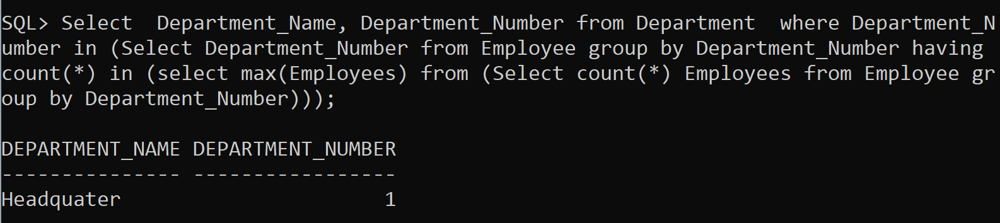 SQL> Select  Department_Name, Department_Number from Department  where Department_N
umber in (Select Department_Number from Employee group by Department_Number having
count(*) in (select max(Employees) from (Select count(*) Employees from Employee gr
oup by Department_Number)));
DEPARTMENT_NAME DEPARTMENT_NUMBER
--------------- -----------------
Headquater                      1